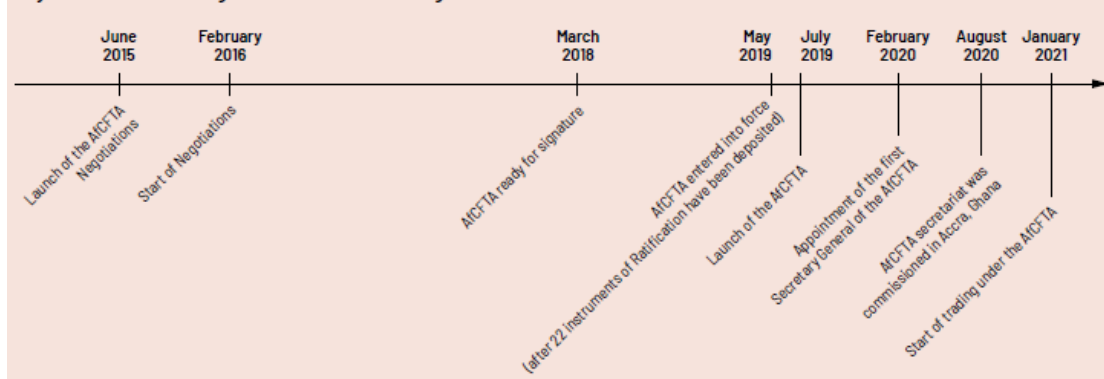 June
2015
February
2016
March
2018
May
2019
July
2019
February
2020
August
2020
January
2021
Launch of the AfCFTA
Negotiations
Start of Negotiations
AfCFTA ready for signature
AfCFTA entered into force
(after 22 instruments of Ratification have been deposited)
Launch of the AfCFTA
Appointment of the first
Secretary General of the AfCFTA
AfCFTA secretariat was
commissioned in Accra, Ghana
Start of trading under the AfCFTA